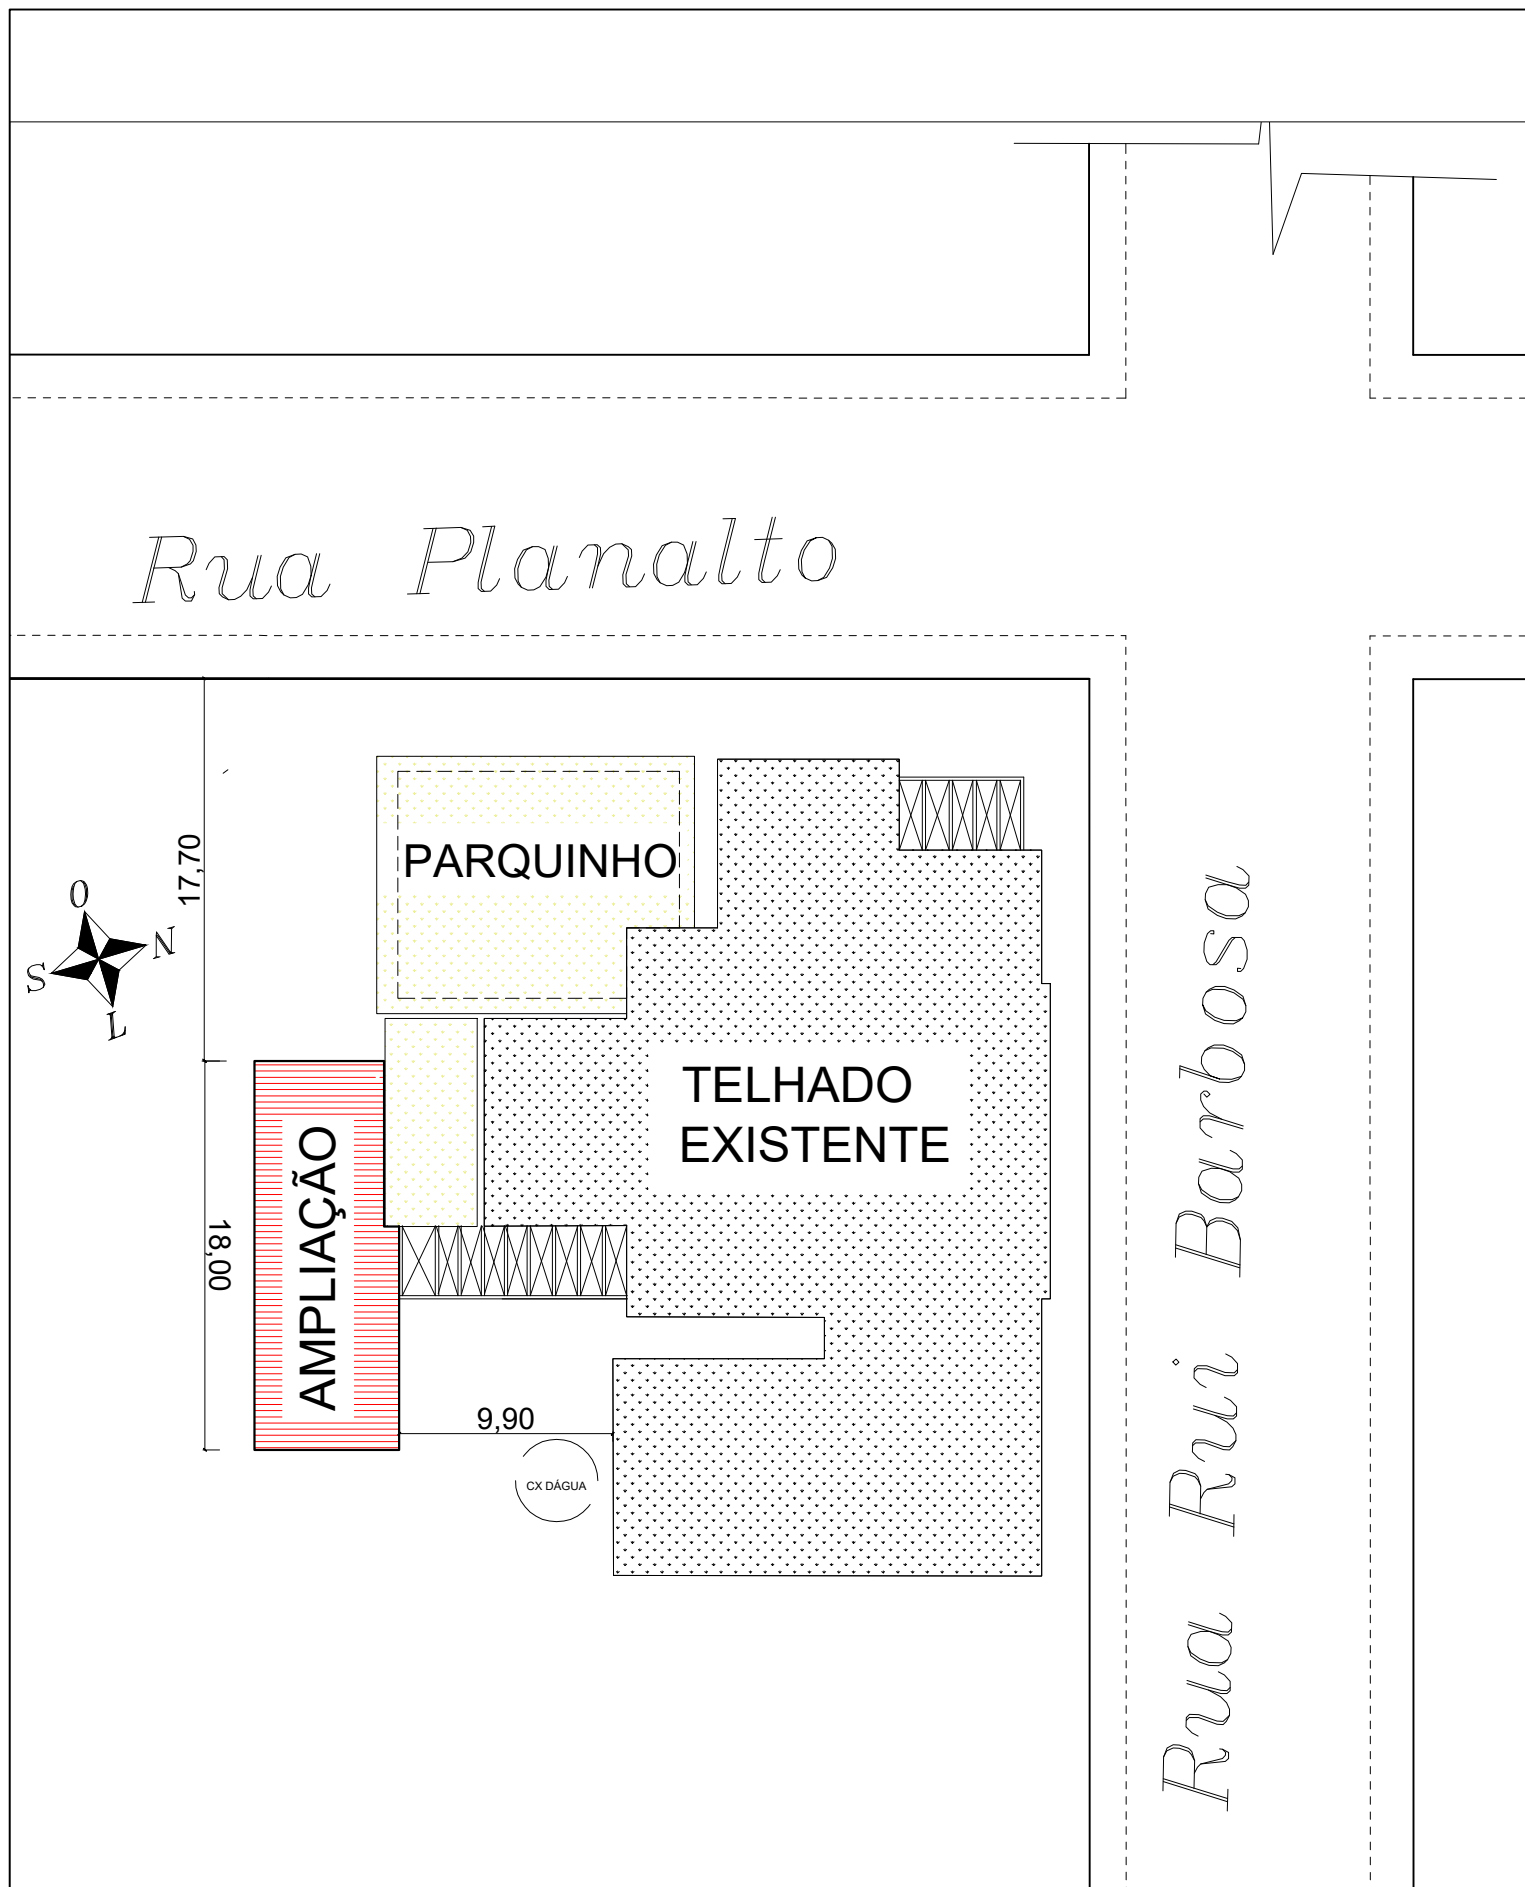 Rua Planalto
17,70
PARQUINHO
O
N
S
L
TELHADO
EXISTENTE
AMPLIAÇÃO
18,00
9,90
CX DÁGUA
Rua Rui Barbosa